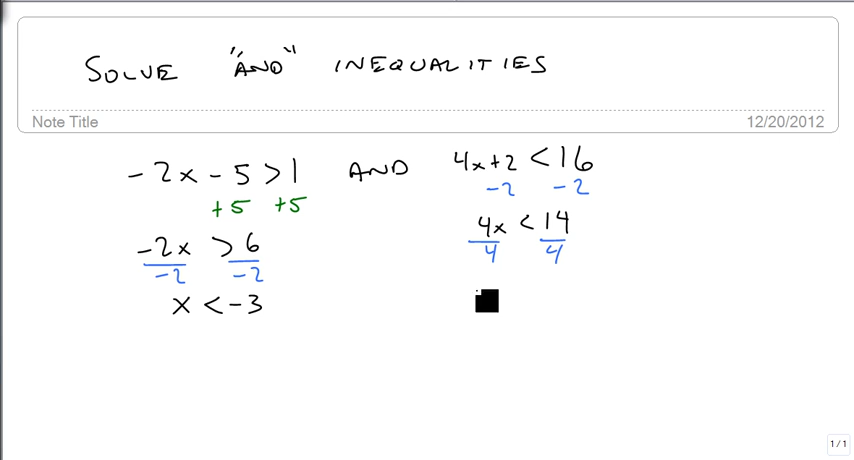 SOLVE "AND" INEQUALITIES
Note Title 12/20/2012
-2x - 5 > 1 AND 4x+2 < 16
+5 +5 -2 -2
-2x > 6 4x < 14
-2 -2 4 4
x < -3
1 / 1